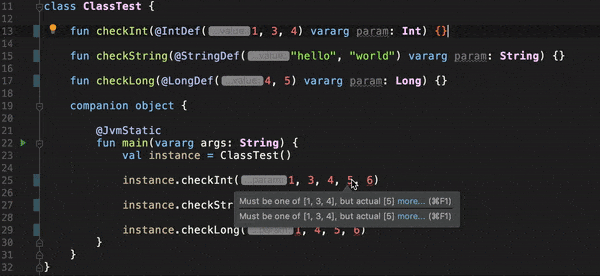 11 class ClassTest {
12
13 fun checkInt(@IntDef( ...value: 1, 3, 4) vararg param: Int) {}
14
15 fun checkString(@StringDef( ...value: "hello", "world") vararg param: String) {}
16
17 fun checkLong(@LongDef( ...value: 4, 5) vararg param: Long) {}
18
19 companion object {
20
21 @JvmStatic
22 fun main(vararg args: String) {
23 val instance = ClassTest()
24
25 instance.checkInt( ...param: 1, 3, 4, 5, 6)
26 Must be one of [1, 3, 4], but actual [5] more... (⌘F1)
27 instance.checkStr
28 Must be one of [1, 3, 4], but actual [5] more... (⌘F1)
29 instance.checkLong( ...param: 1, 4, 5, 6)
30 }
31 }
32 }